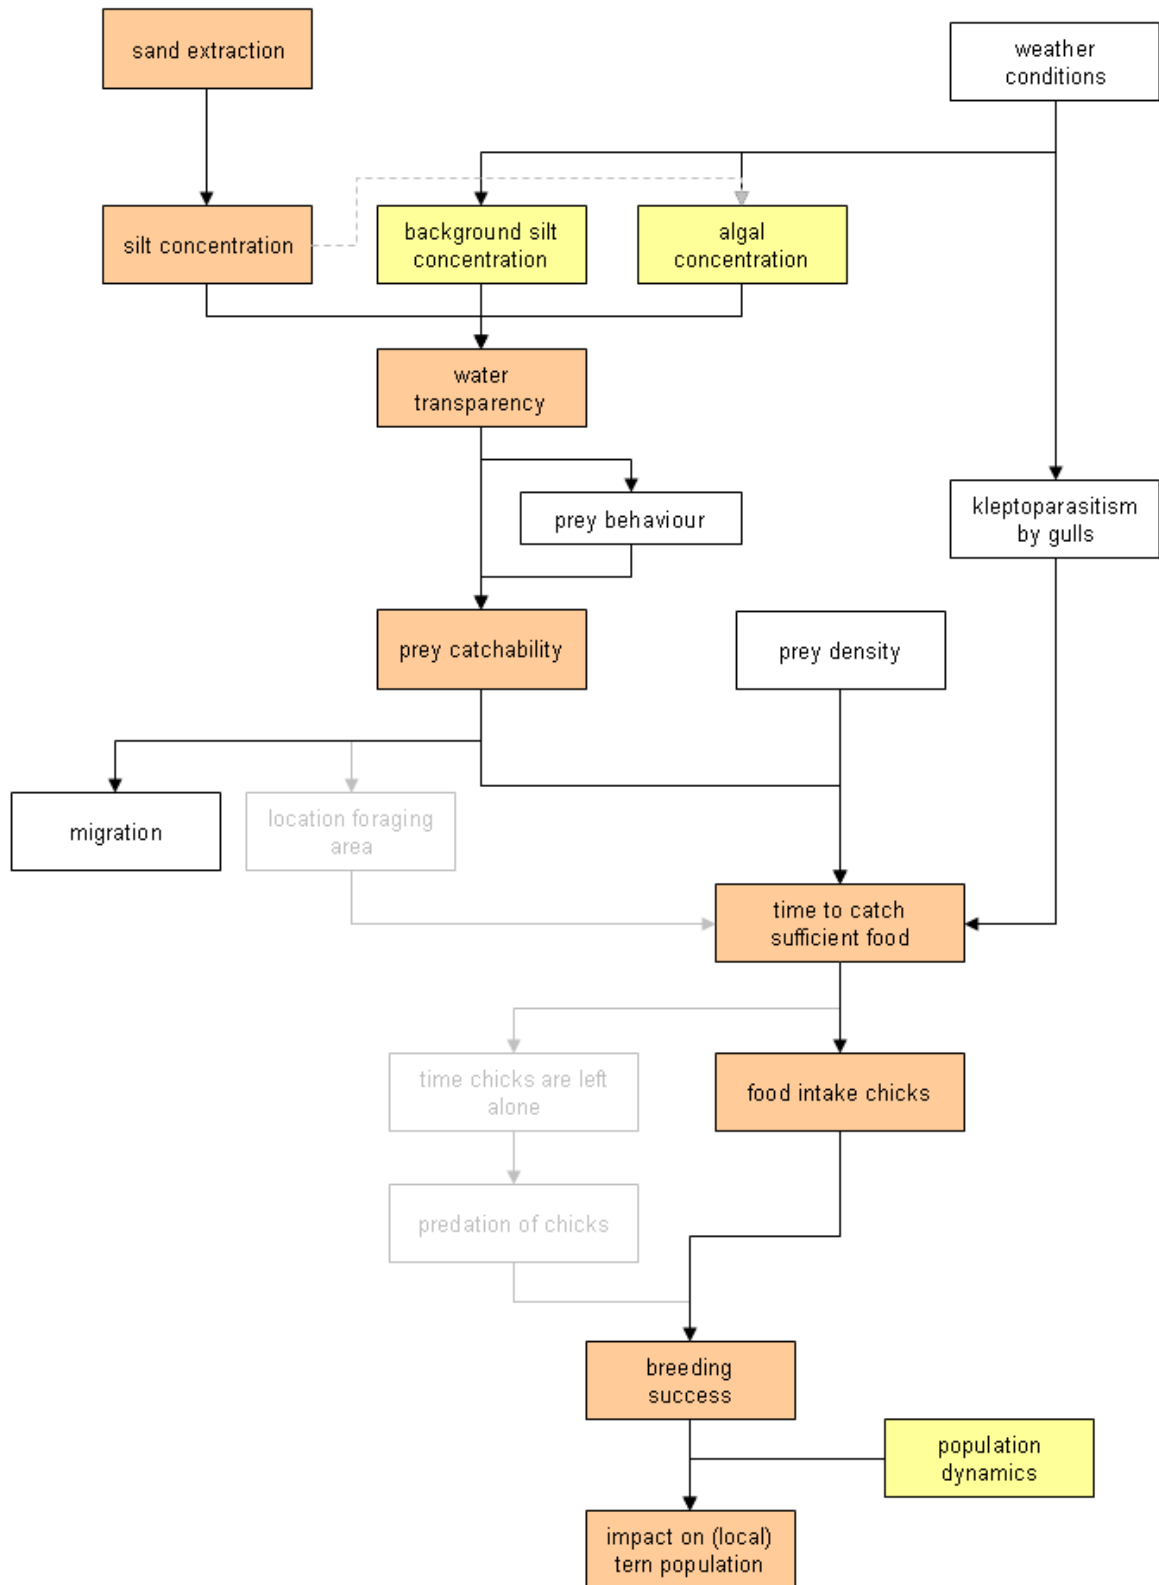 sand extraction
weather
conditions
silt concentration
background silt
concentration
algal
concentration
water
transparency
prey behaviour
kleptoparasitism
by gulls
prey catchability
prey density
migration
location foraging
area
time to catch
sufficient food
time chicks are left
alone
food intake chicks
predation of chicks
breeding
success
population
dynamics
impact on (local)
tern population